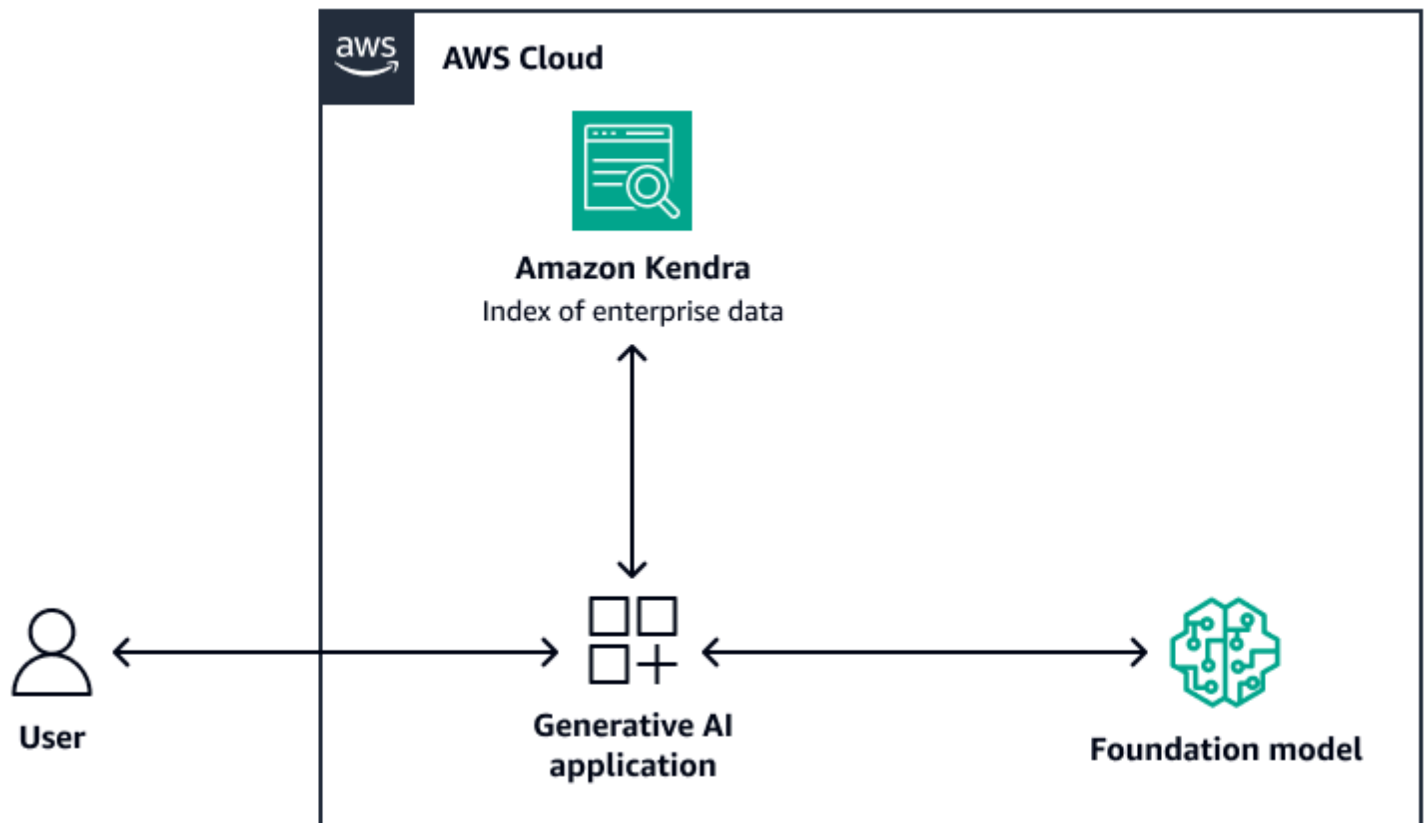 aws
AWS Cloud
Amazon Kendra
Index of enterprise data
User
Generative AI
application
Foundation model